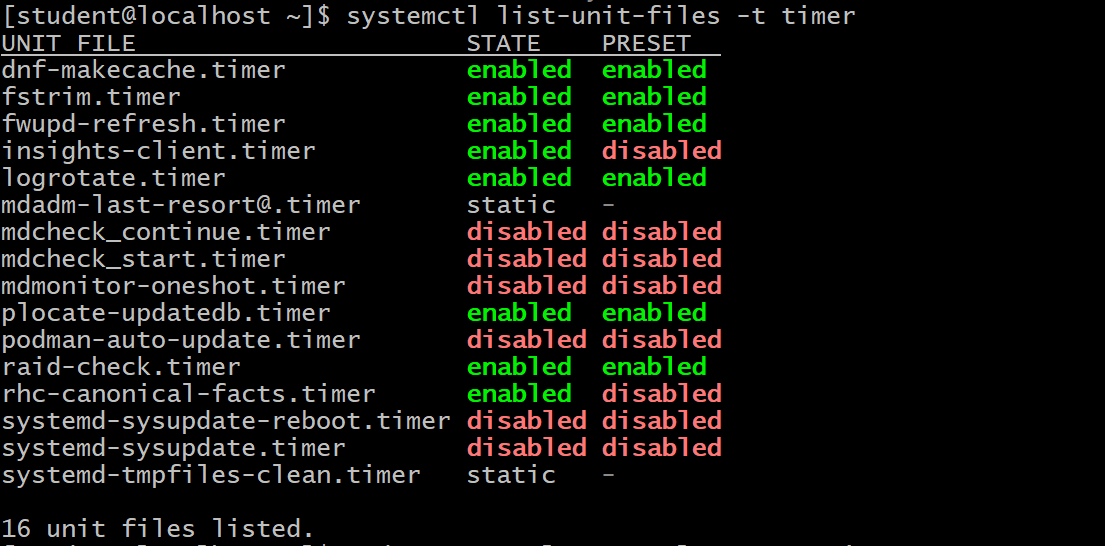 [student@localhost ~]$ systemctl list-unit-files -t timer
UNIT FILE                      STATE    PRESET
dnf-makecache.timer            enabled  enabled
fstrim.timer                   enabled  enabled
fwupd-refresh.timer            enabled  enabled
insights-client.timer          enabled  disabled
logrotate.timer                enabled  enabled
mdadm-last-resort@.timer       static   -
mdcheck_continue.timer         disabled disabled
mdcheck_start.timer            disabled disabled
mdmonitor-oneshot.timer        disabled disabled
plocate-updatedb.timer         enabled  enabled
podman-auto-update.timer       disabled disabled
raid-check.timer               enabled  enabled
rhc-canonical-facts.timer      enabled  disabled
systemd-sysupdate-reboot.timer disabled disabled
systemd-sysupdate.timer        disabled disabled
systemd-tmpfiles-clean.timer   static   -

16 unit files listed.